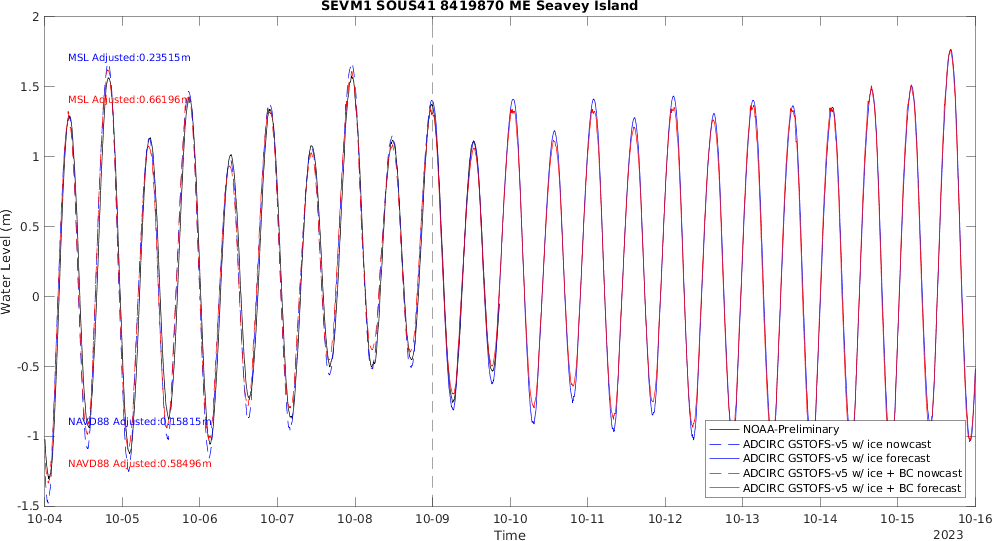 SEVM1 SOUS41 8419870 ME Seavey Island
2
MSL Adjusted:0.23515m
1.5
MSL Adjusted:0.66196m
1
0.5
Water Level (m)
0
-0.5
NAVD88 Adjusted:0.15815m
-1
NAVD88 Adjusted:0.58496m
-1.5
NOAA-Preliminary
ADCIRC GSTOFS-v5 w/ ice nowcast
ADCIRC GSTOFS-v5 w/ ice forecast
ADCIRC GSTOFS-v5 w/ ice + BC nowcast
ADCIRC GSTOFS-v5 w/ ice + BC forecast
10-04 10-05 10-06 10-07 10-08 10-09 10-10 10-11 10-12 10-13 10-14 10-15 10-16
Time
2023